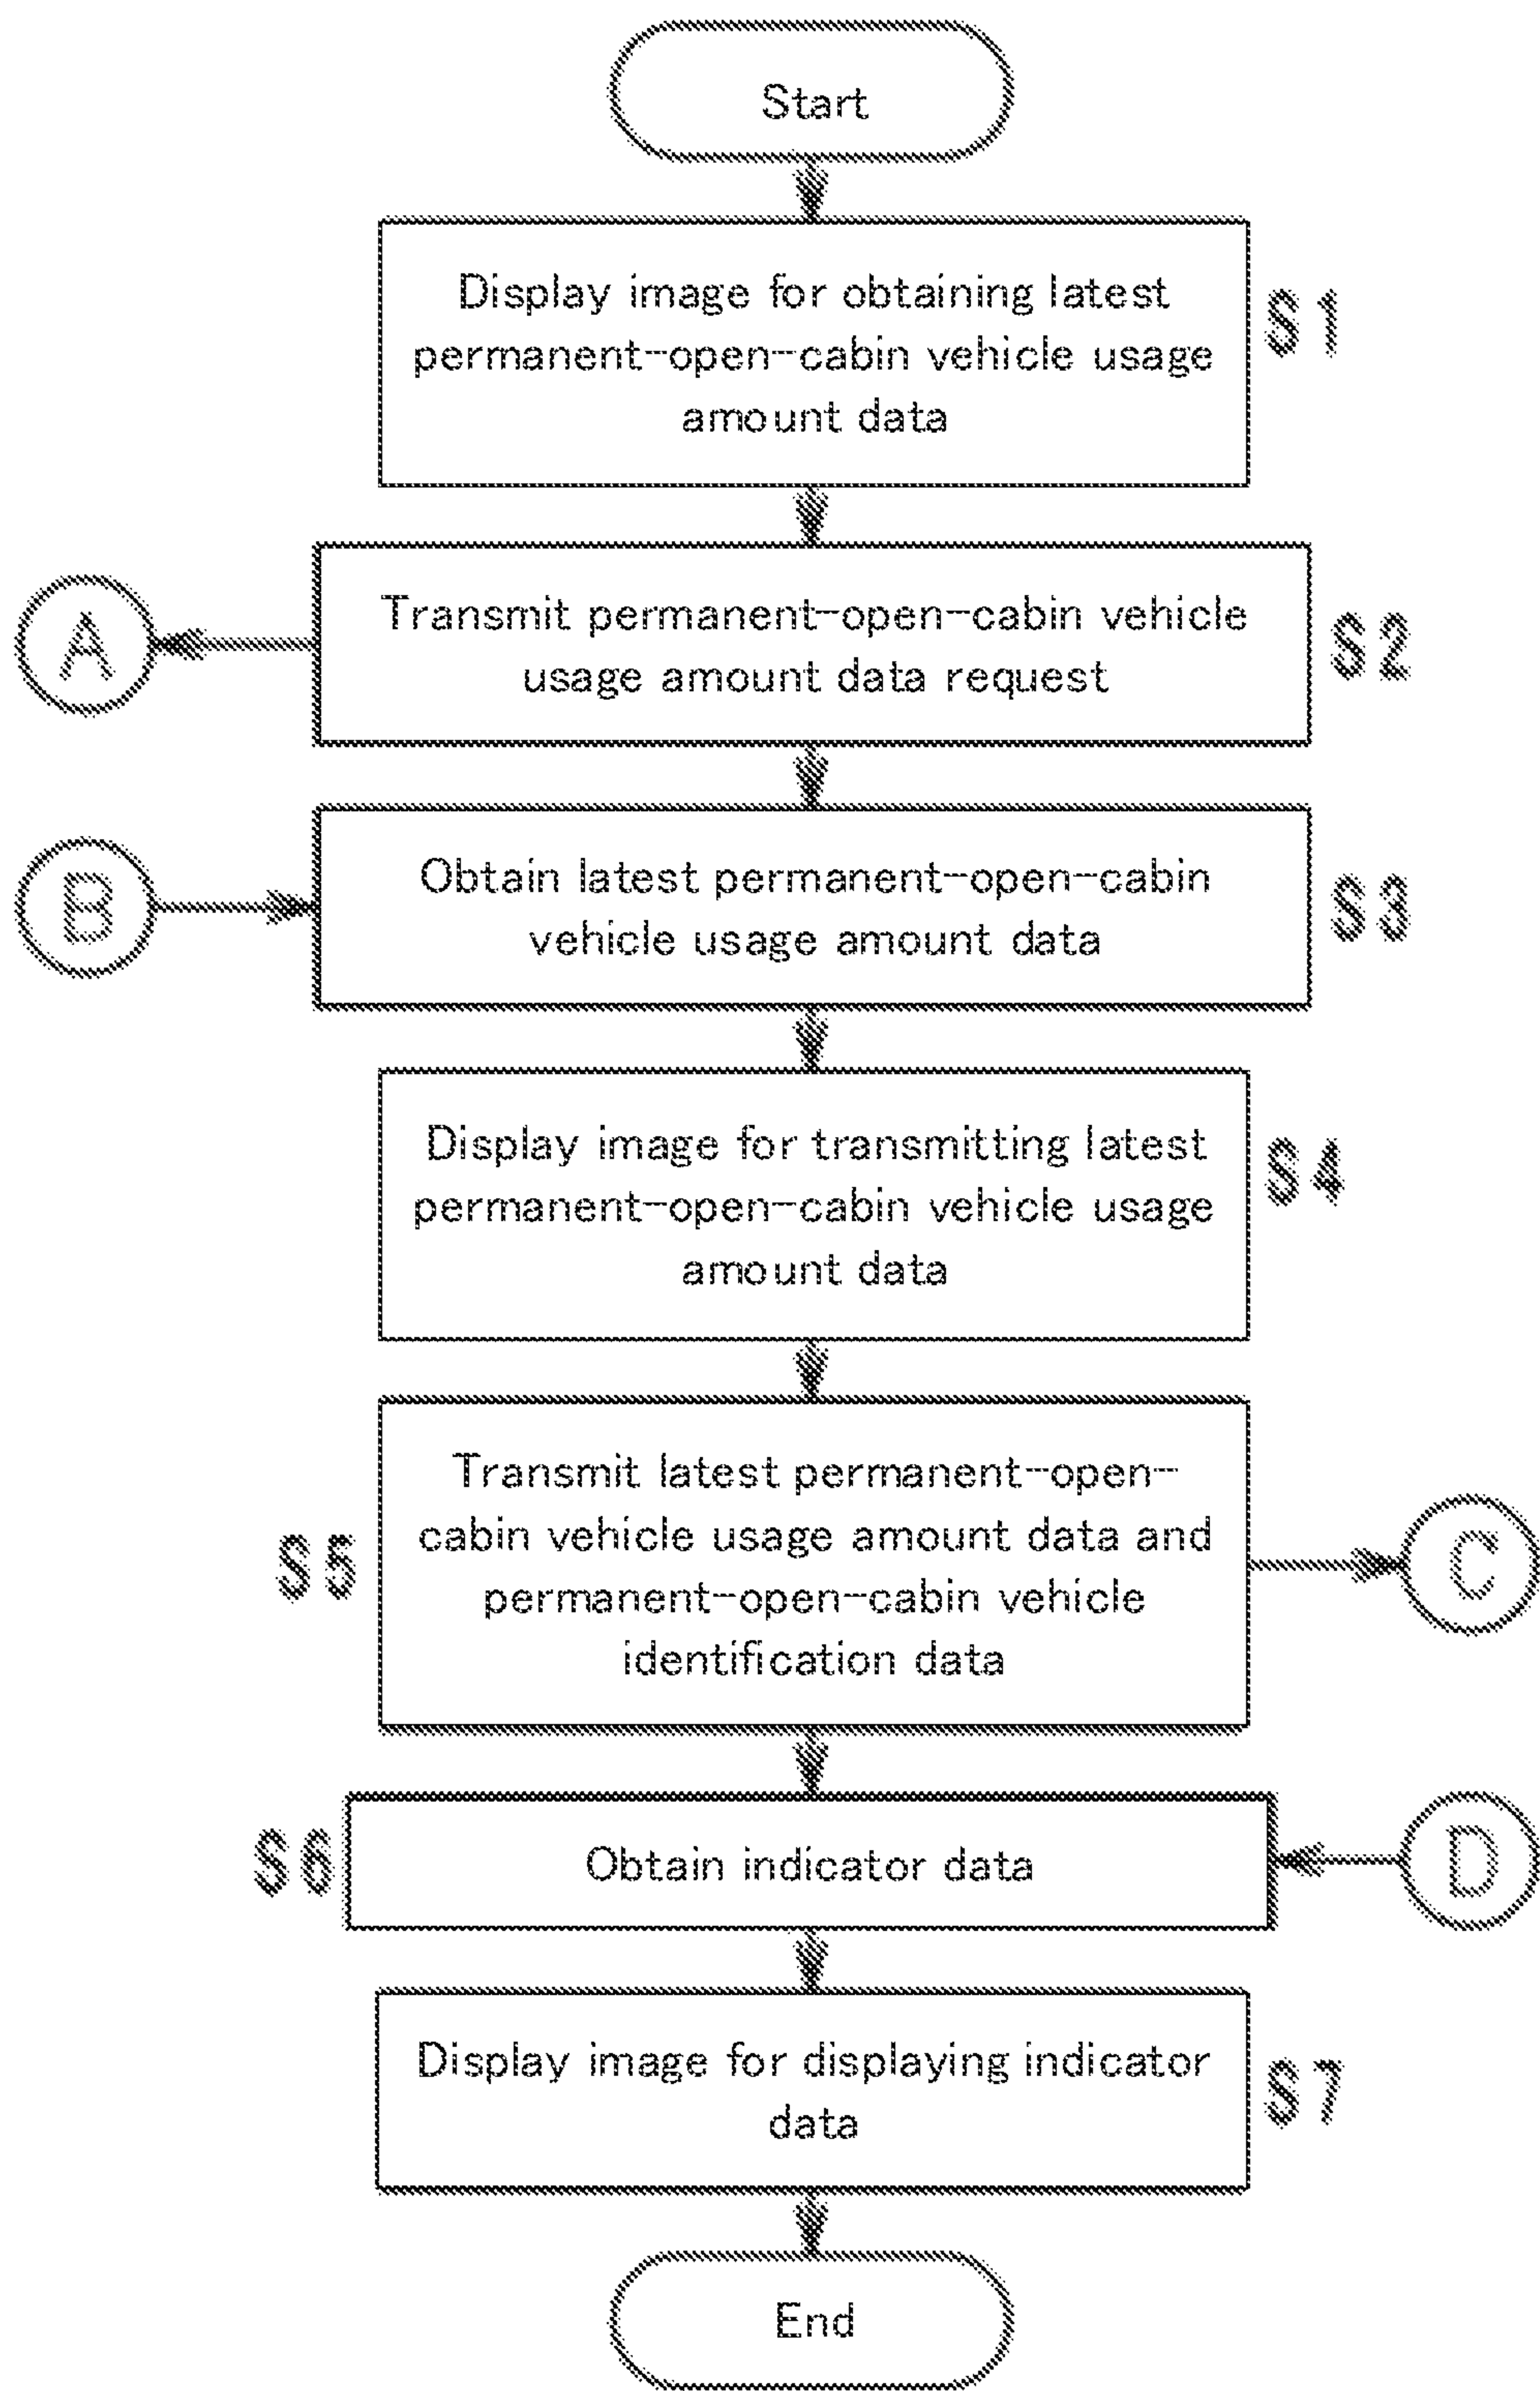 Start
Display image for obtaining latest
permanent-open-cabin vehicle usage
amount data
S1
A
Transmit permanent-open-cabin vehicle
usage amount data request
S2
B
Obtain latest permanent-open-cabin
vehicle usage amount data
S3
Display image for transmitting latest
permanent-open-cabin vehicle usage
amount data
S4
S5
Transmit latest permanent-open-
cabin vehicle usage amount data and
permanent-open-cabin vehicle
identification data
C
S6
Obtain indicator data
D
Display image for displaying indicator
data
S7
End